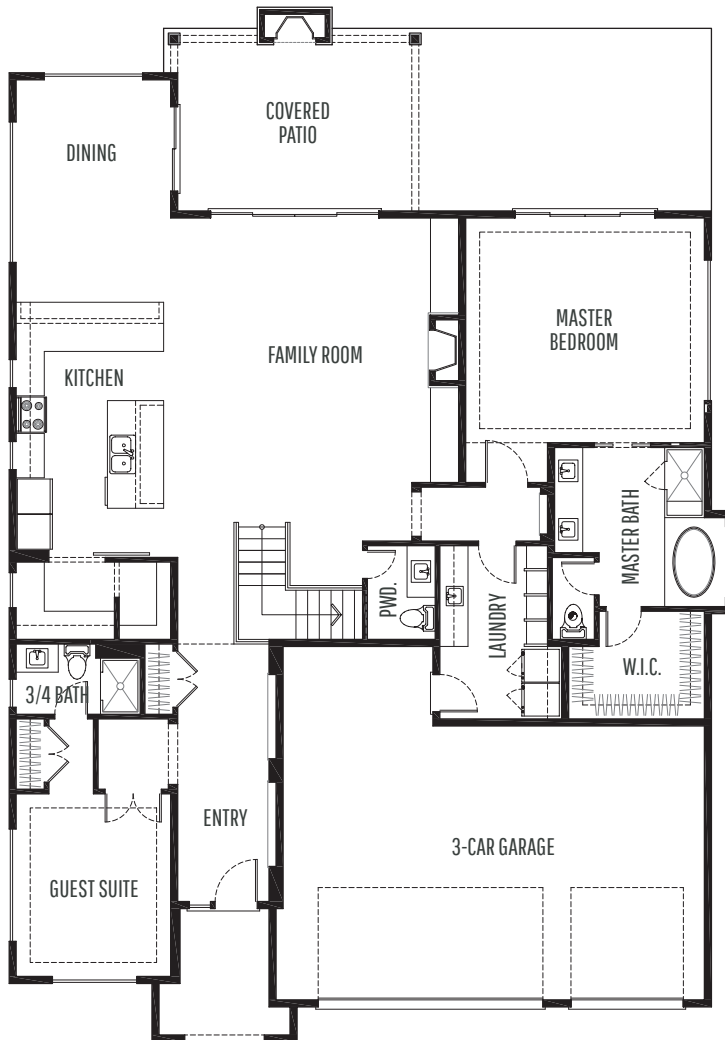 COVERED
PATIO
DINING
MASTER
BEDROOM
FAMILY ROOM
KITCHEN
MASTER BATH
PWD.
LAUNDRY
W.I.C.
3/4 BATH
ENTRY
3-CAR GARAGE
GUEST SUITE